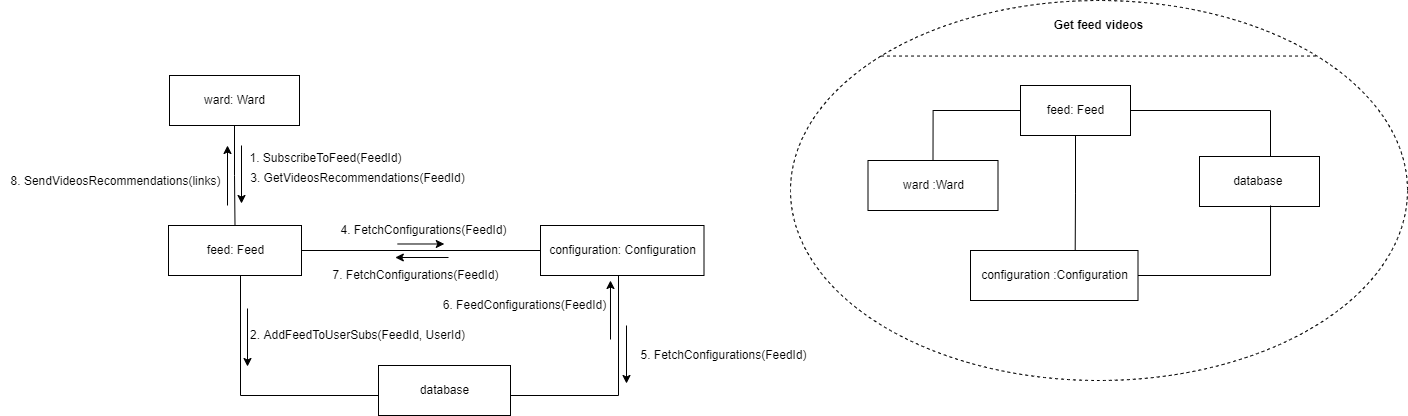 Get feed videos
ward: Ward
feed: Feed
1. SubscribeToFeed(FeedId)
3. GetVideosRecommendations(FeedId)
8. SendVideosRecommendations(links)
ward :Ward
database
4. FetchConfigurations(FeedId)
feed: Feed
configuration: Configuration
7. FetchConfigurations(FeedId)
configuration :Configuration
6. FeedConfigurations(FeedId)
2. AddFeedToUserSubs(FeedId, UserId)
5. FetchConfigurations(FeedId)
database